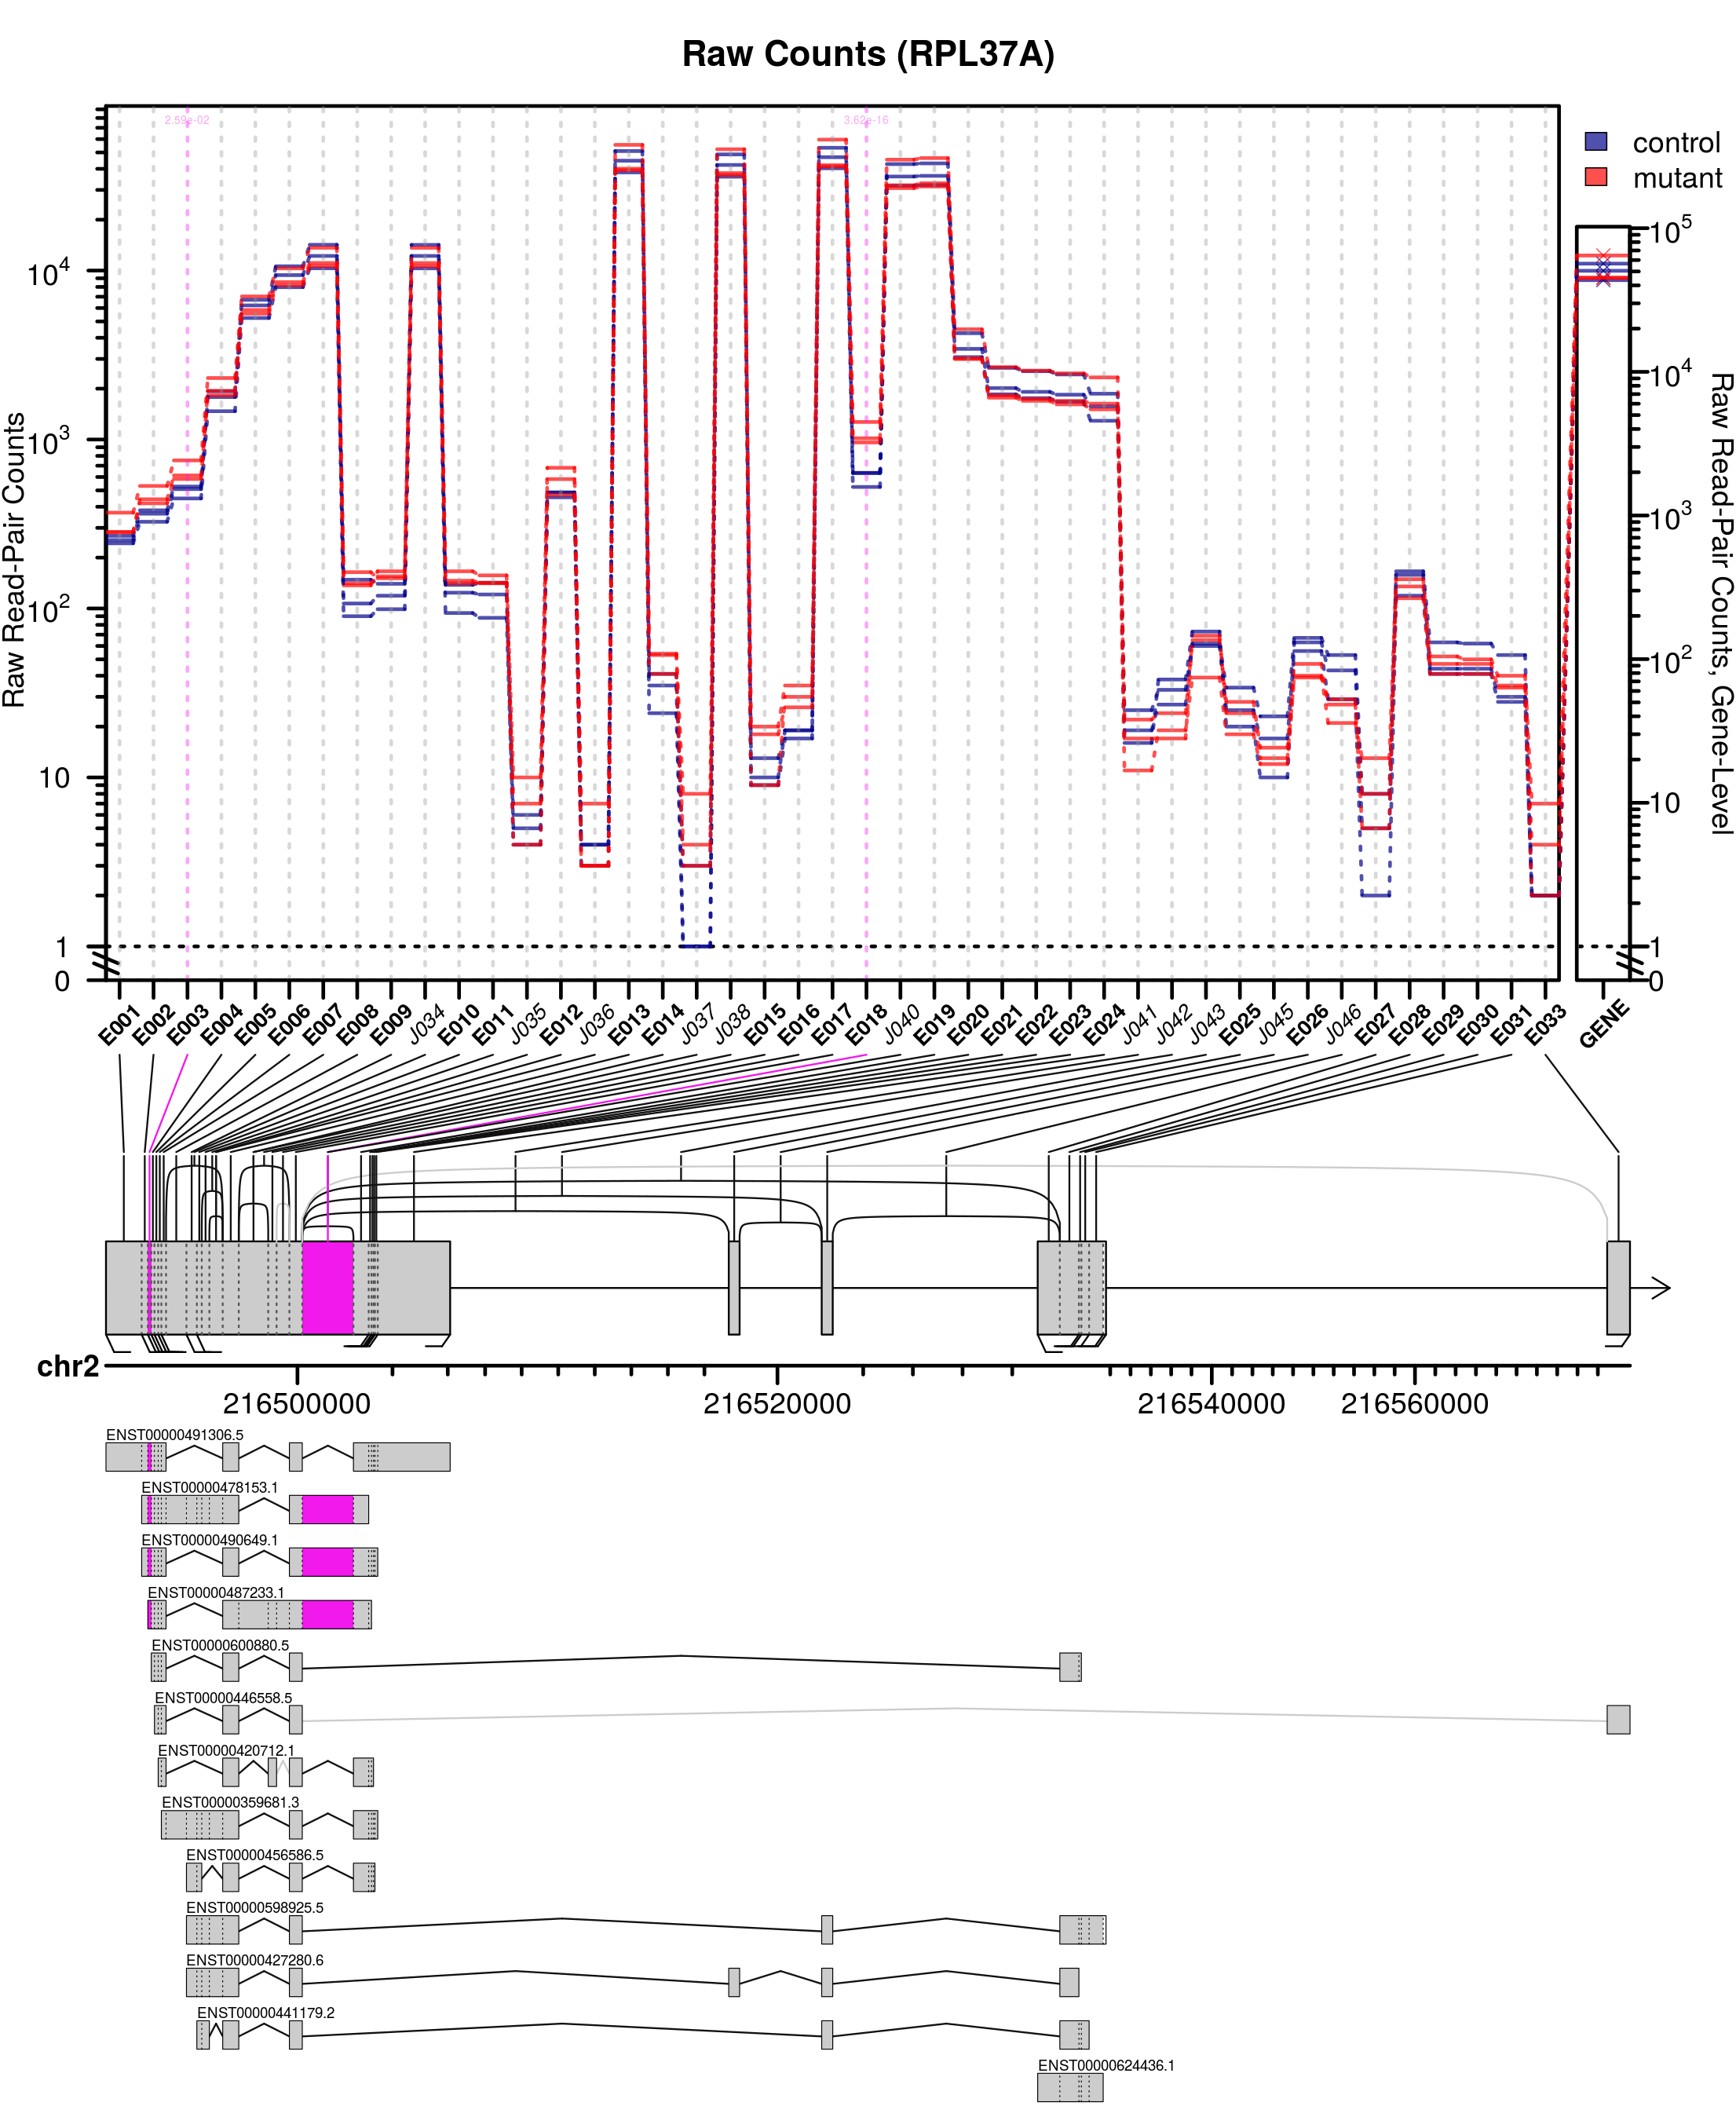 Raw Counts (RPL37A)
2.59e-02
3.62e-16
control
mutant
Raw Read-Pair Counts
10^4
10^3
10^2
10
1
0
10^5
10^4
10^3
10^2
10
1
0
Raw Read-Pair Counts, Gene-Level
E001 E002 E003 E004 E005 E006 E007 E008 E009 J034 E010 E011 J035 E012 J036 E013 E014 J037 J038 E015 E016 E017 E018 J040 E019 E020 E021 E022 E023 E024 J041 J042 J043 E025 J045 E026 J046 E027 E028 E029 E030 E031 E033 GENE
chr2
216500000 216520000 216540000 216560000
ENST00000491306.5
ENST00000478153.1
ENST00000490649.1
ENST00000487233.1
ENST00000600880.5
ENST00000446558.5
ENST00000420712.1
ENST00000359681.3
ENST00000456586.5
ENST00000598925.5
ENST00000427280.6
ENST00000441179.2
ENST00000624436.1